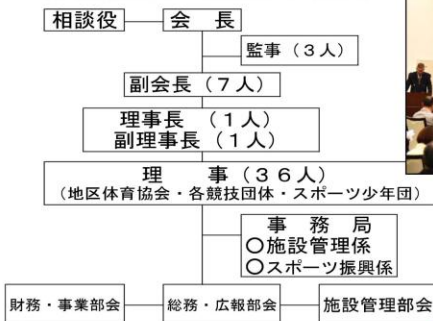 相談役 会　長
監事（３人）
副会長（７人）
理事長　（１人）
副理事長（１人）
理　　事（３６人）
（地区体育協会・各競技団体・スポーツ少年団）
事　務　局
○施設管理係
○スポーツ振興係
財務・事業部会 総務・広報部会 施設管理部会